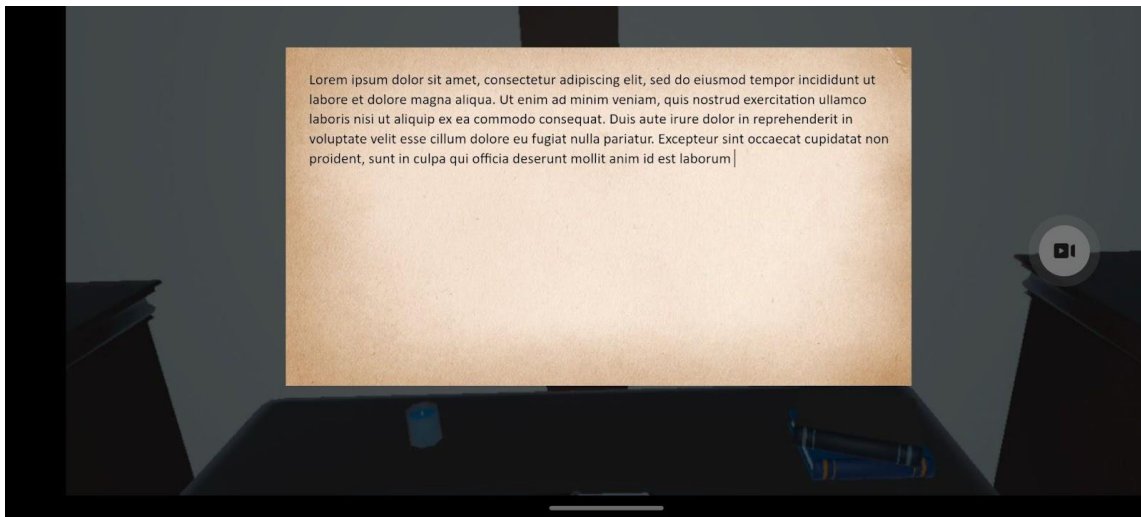 Lorem ipsum dolor sit amet, consectetur adipiscing elit, sed do eiusmod tempor incididunt ut
labore et dolore magna aliqua. Ut enim ad minim veniam, quis nostrud exercitation ullamco
laboris nisi ut aliquip ex ea commodo consequat. Duis aute irure dolor in reprehenderit in
voluptate velit esse cillum dolore eu fugiat nulla pariatur. Excepteur sint occaecat cupidatat non
proident, sunt in culpa qui officia deserunt mollit anim id est laborum